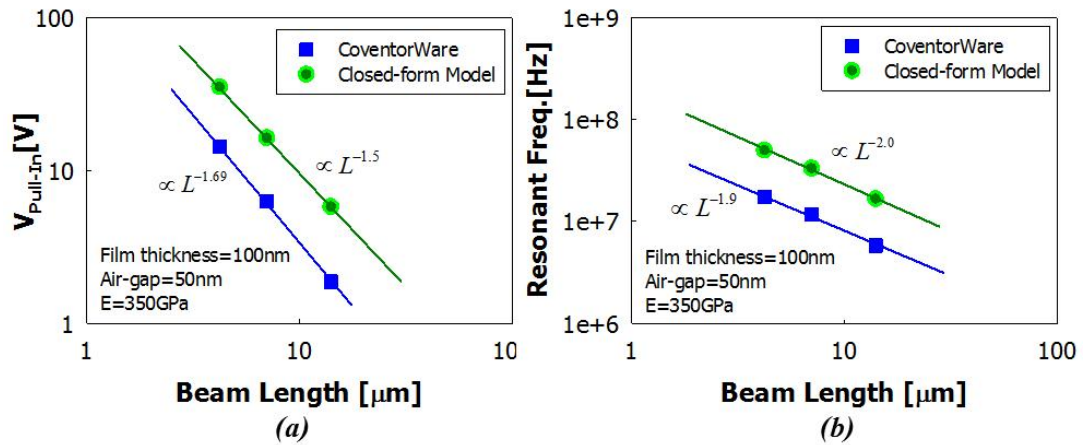 100
10
1
V_Pull-In[V]
CoventorWare
Closed-form Model
∝ L^-1.69
∝ L^-1.5
Film thickness=100nm
Air-gap=50nm
E=350GPa
1 10 10
Beam Length [μm]
(a)
1e+9
1e+8
1e+7
1e+6
Resonant Freq.[Hz]
CoventorWare
Closed-form Model
∝ L^-2.0
∝ L^-1.9
Film thickness=100nm
Air-gap=50nm
E=350GPa
1 10 100
Beam Length [μm]
(b)